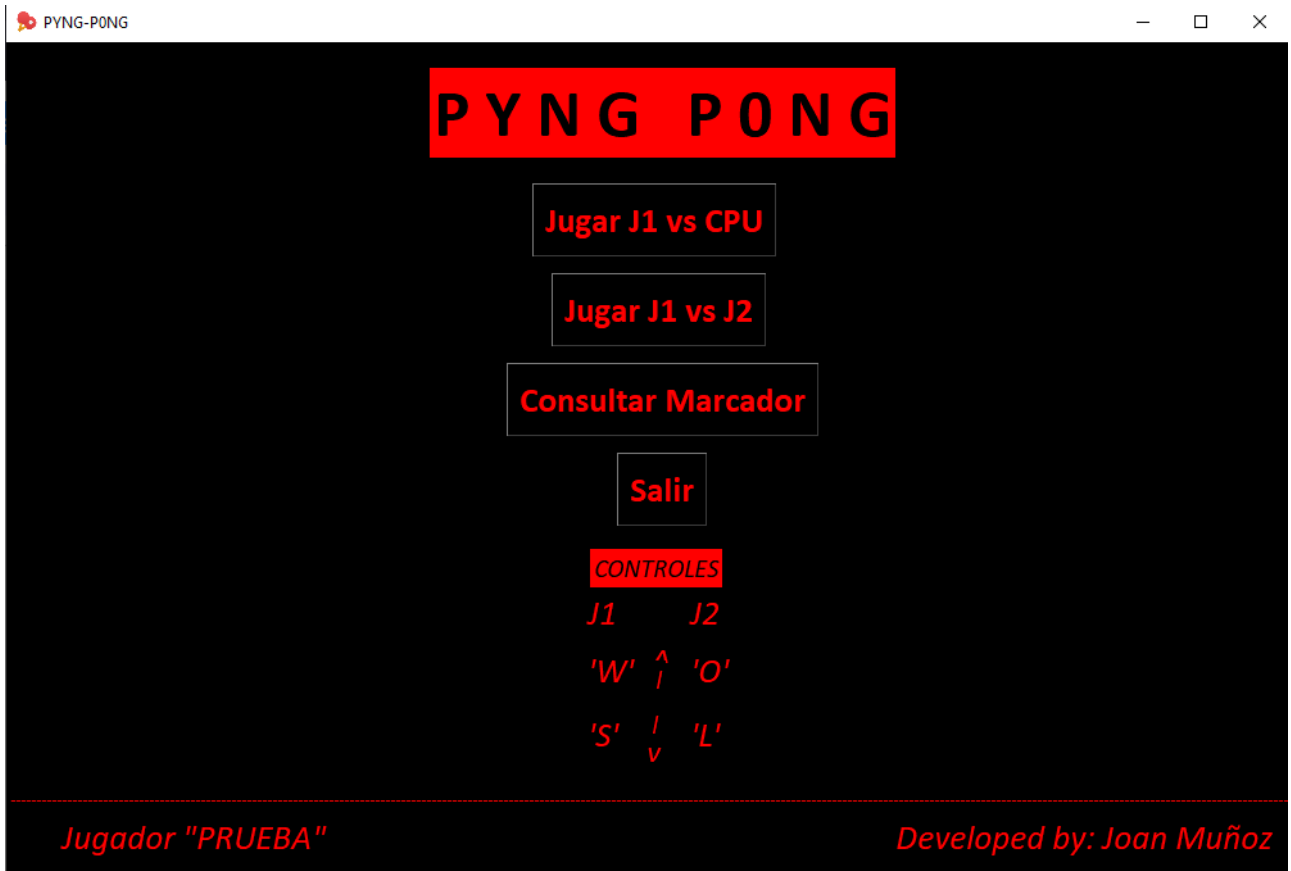 PYNG-P0NG
P Y N G P 0 N G
Jugar J1 vs CPU
Jugar J1 vs J2
Consultar Marcador
Salir
CONTROLES
J1 J2
'W' ^ 'O'
|
'S' | 'L'
v
Jugador "PRUEBA" Developed by: Joan Muñoz